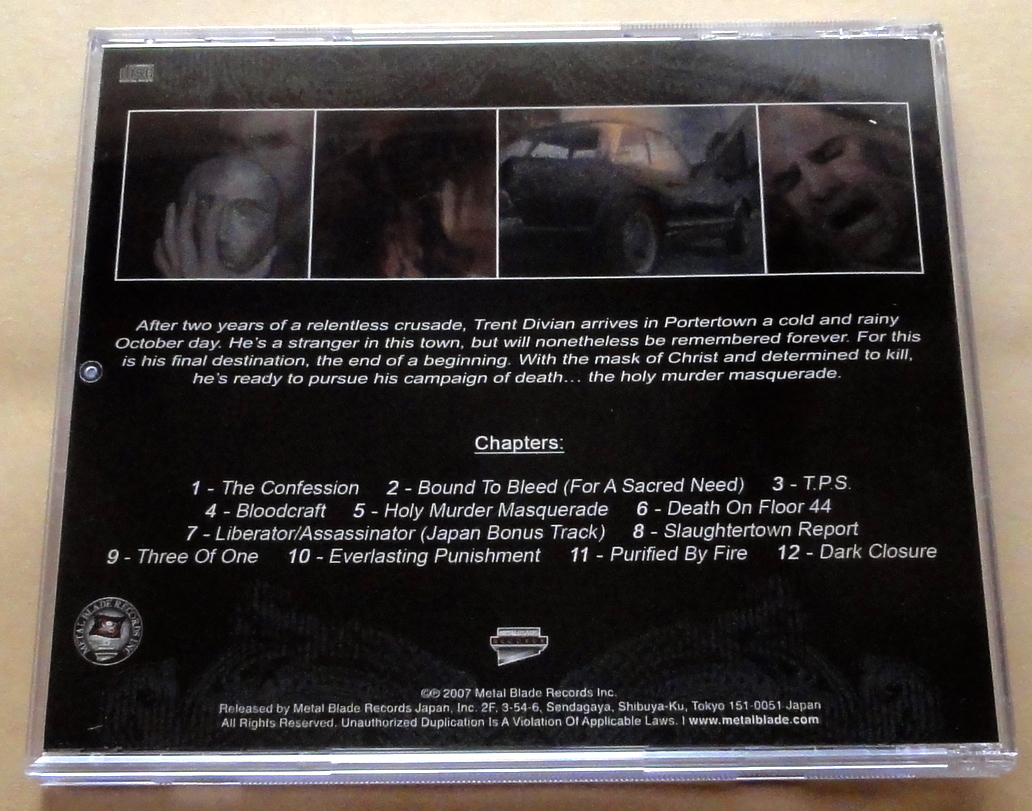 After two years of a relentless crusade, Trent Divian arrives in Portertown a cold and rainy
October day. He's a stranger in this town, but will nonetheless be remembered forever. For this
is his final destination, the end of a beginning. With the mask of Christ and determined to kill,
he's ready to pursue his campaign of death... the holy murder masquerade.
Chapters:
1 - The Confession 2 - Bound To Bleed (For A Sacred Need) 3 - T.P.S.
4 - Bloodcraft 5 - Holy Murder Masquerade 6 - Death On Floor 44
7 - Liberator/Assassinator (Japan Bonus Track) 8 - Slaughtertown Report
9 - Three Of One 10 - Everlasting Punishment 11 - Purified By Fire 12 - Dark Closure
METAL BLADE RECORDS INC
METAL BLADE
RECORDS
©℗ 2007 Metal Blade Records Inc.
Released by Metal Blade Records Japan, Inc. 2F, 3-54-6, Sendagaya, Shibuya-Ku, Tokyo 151-0051 Japan
All Rights Reserved. Unauthorized Duplication Is A Violation Of Applicable Laws. I www.metalblade.com